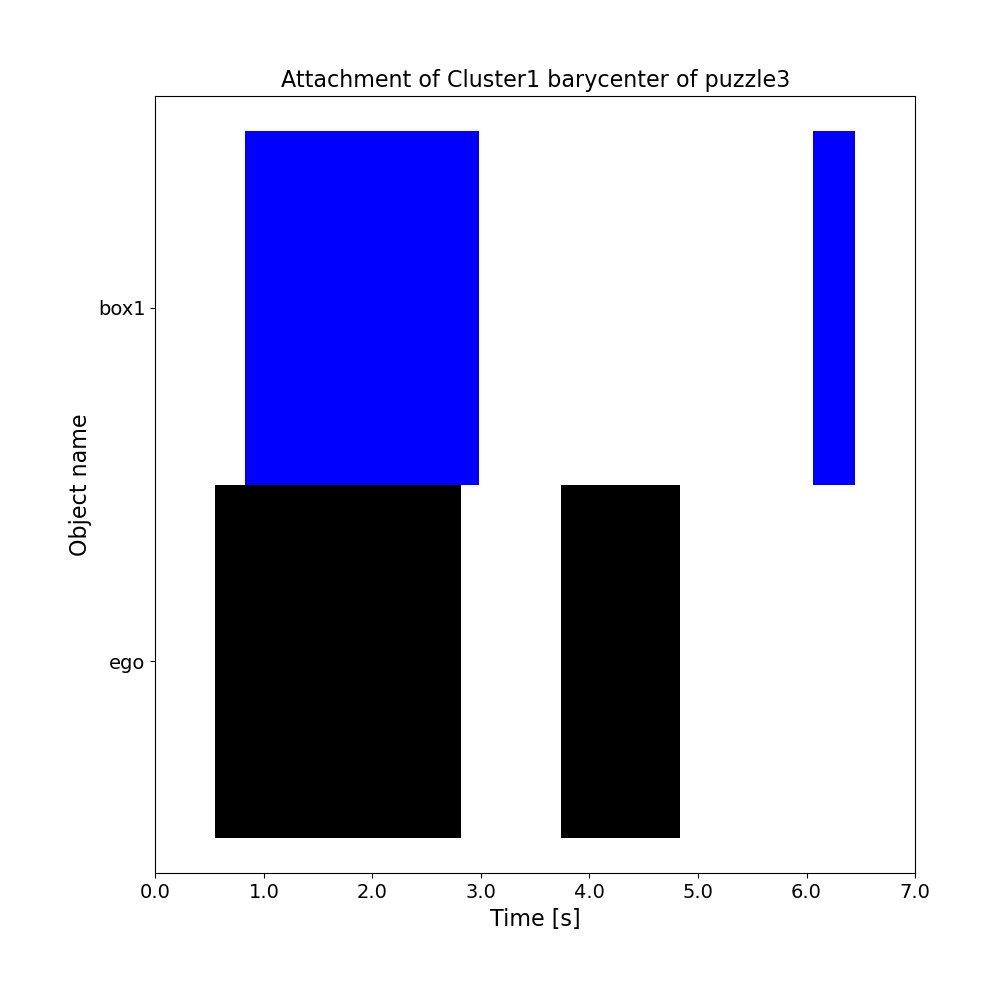 Attachment of Cluster1 barycenter of puzzle3
box1
ego
Object name
0.0 1.0 2.0 3.0 4.0 5.0 6.0 7.0
Time [s]